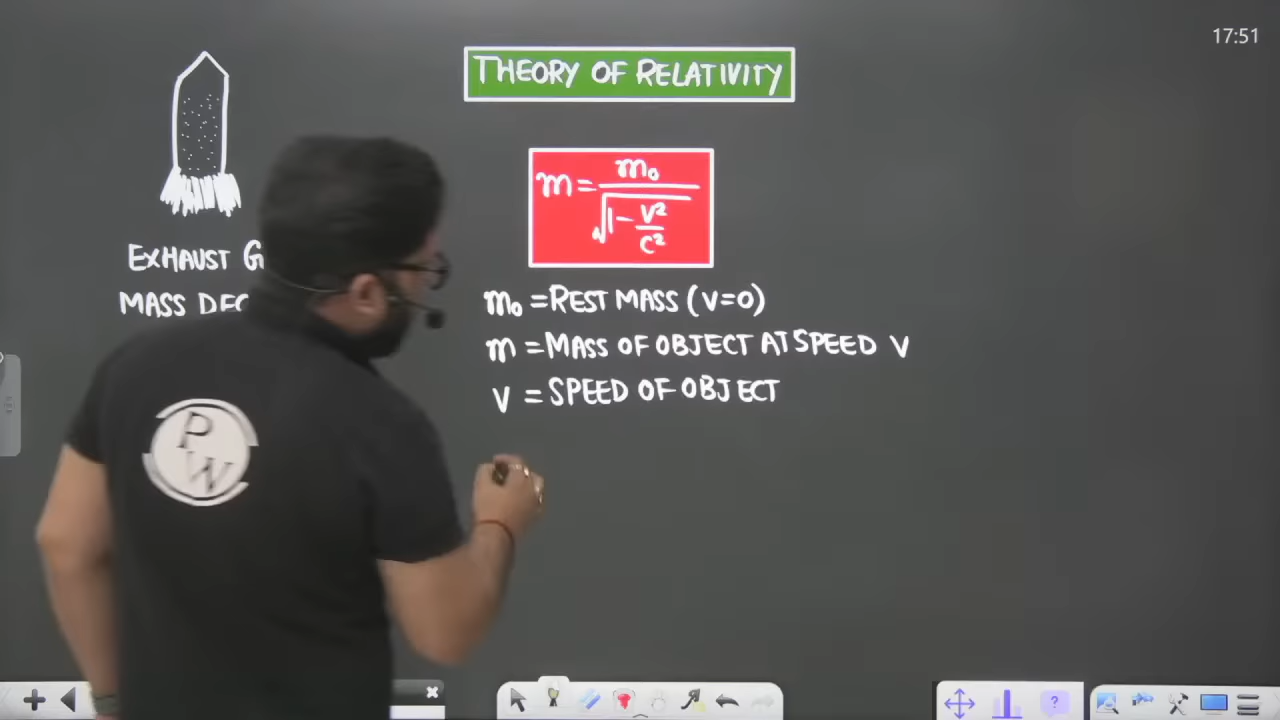 17:51
THEORY OF RELATIVITY
m = m₀ / √(1 - V²/C²)
EXHAUST
MASS
m₀ = REST MASS (V=0)
m = MASS OF OBJECT AT SPEED V
V = SPEED OF OBJECT
PW